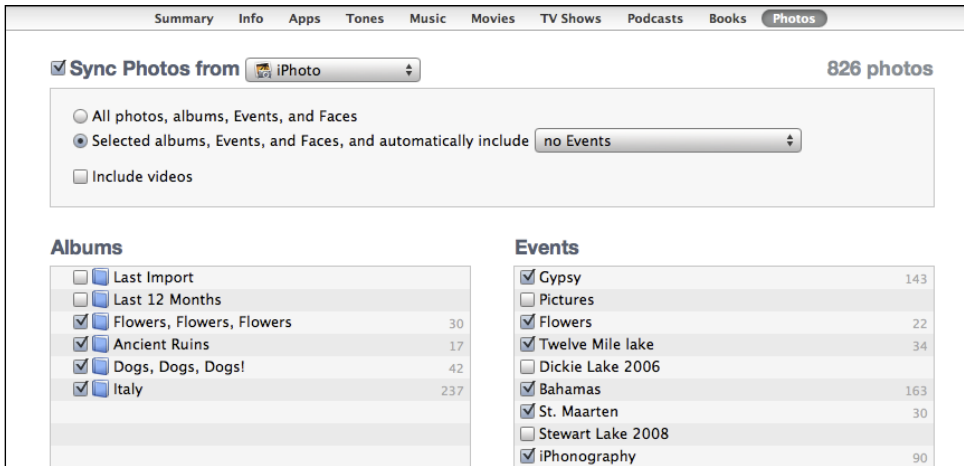 Summary Info Apps Tones Music Movies TV Shows Podcasts Books Photos
Sync Photos from iPhoto 826 photos
All photos, albums, Events, and Faces
Selected albums, Events, and Faces, and automatically include no Events
Include videos
Albums
Last Import
Last 12 Months
Flowers, Flowers, Flowers 30
Ancient Ruins 17
Dogs, Dogs, Dogs! 42
Italy 237
Events
Gypsy 143
Pictures
Flowers 22
Twelve Mile lake 34
Dickie Lake 2006
Bahamas 163
St. Maarten 30
Stewart Lake 2008
iPhonography 90